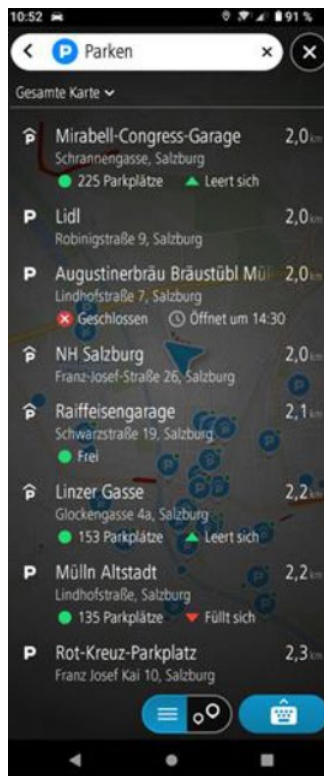 10:52
91 %
Parken
Gesamte Karte
Mirabell-Congress-Garage 2,0 km
Schrannengasse, Salzburg
225 Parkplätze Leert sich
P Lidl 2,0 km
Robinigstraße 9, Salzburg
P Augustinerbräu Bräustübl Mül 2,0 km
Lindhofstraße 7, Salzburg
Geschlossen Öffnet um 14:30
NH Salzburg 2,0 km
Franz-Josef-Straße 26, Salzburg
Raiffeisengarage 2,1 km
Schwarzstraße 19, Salzburg
Frei
Linzer Gasse 2,2 km
Glockengasse 4a, Salzburg
153 Parkplätze Leert sich
P Mülln Altstadt 2,2 km
Lindhofstraße, Salzburg
135 Parkplätze Füllt sich
P Rot-Kreuz-Parkplatz 2,3 km
Franz Josef Kai 10, Salzburg